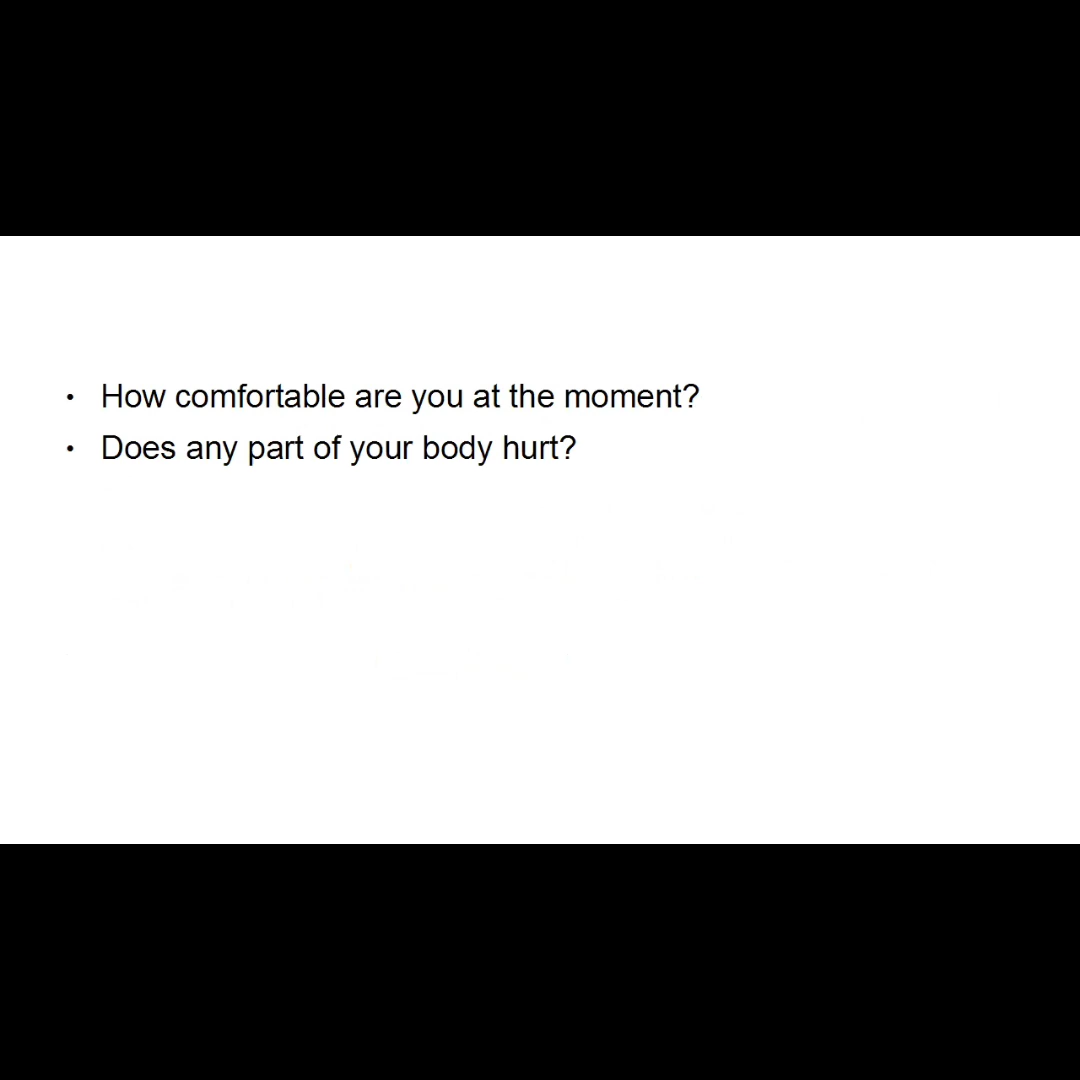 • How comfortable are you at the moment?
• Does any part of your body hurt?